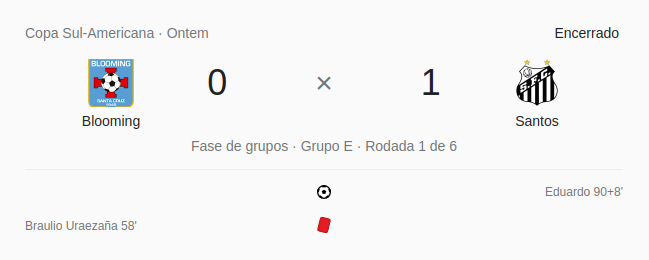 Copa Sul-Americana · Ontem
Encerrado
BLOOMING
SANTA CRUZ
0 × 1
Blooming
Santos
Fase de grupos · Grupo E · Rodada 1 de 6
Eduardo 90+8'
Braulio Uraezaña 58'